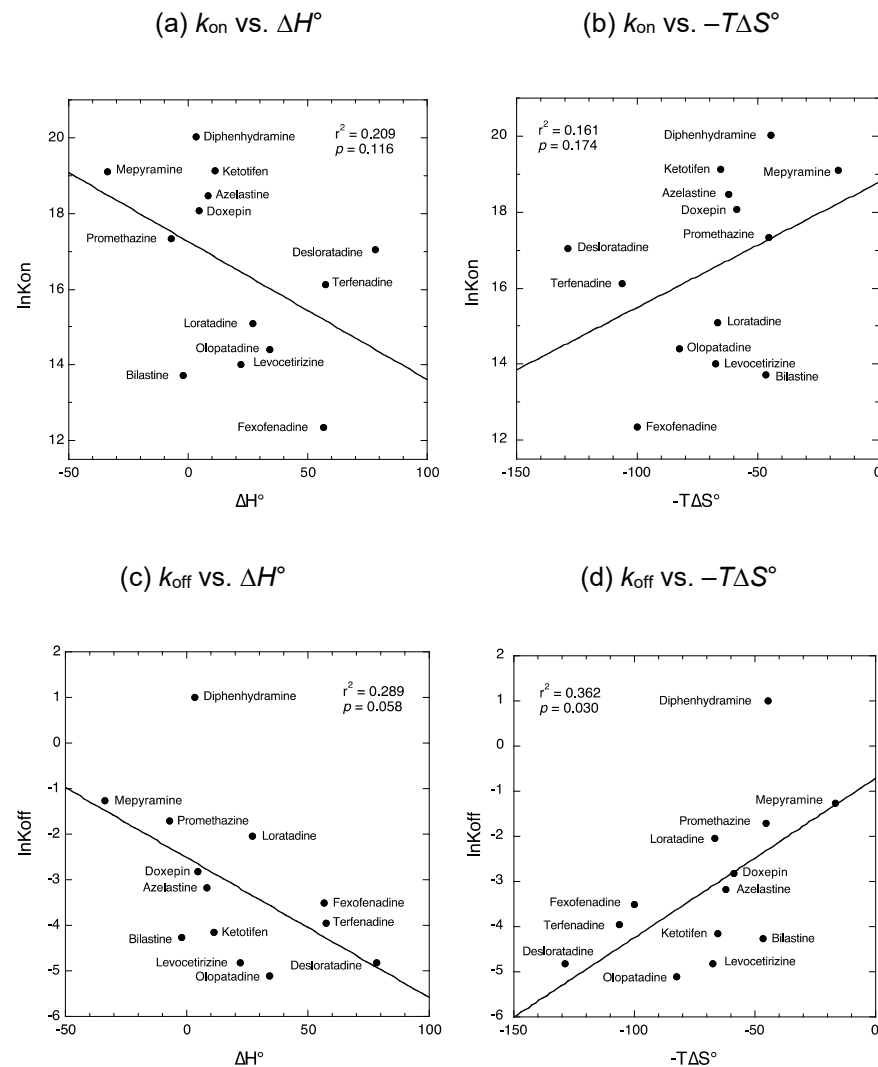 (a) kon vs. ΔH°
(b) kon vs. –TΔS°
r2 = 0.209
p = 0.116
Diphenhydramine
Mepyramine
Ketotifen
Azelastine
Doxepin
Promethazine
Desloratadine
Terfenadine
Loratadine
Olopatadine
Levocetirizine
Bilastine
Fexofenadine
20
18
16
14
12
lnKon
-50
0
50
100
ΔH°
r2 = 0.161
p = 0.174
Diphenhydramine
Ketotifen
Mepyramine
Azelastine
Doxepin
Promethazine
Desloratadine
Terfenadine
Loratadine
Olopatadine
Levocetirizine
Bilastine
Fexofenadine
20
18
16
14
12
lnKon
-150
-100
-50
0
-TΔS°
(c) koff vs. ΔH°
(d) koff vs. –TΔS°
r2 = 0.289
p = 0.058
Diphenhydramine
Mepyramine
Promethazine
Loratadine
Doxepin
Azelastine
Fexofenadine
Terfenadine
Bilastine
Ketotifen
Levocetirizine
Desloratadine
Olopatadine
2
1
0
-1
-2
-3
-4
-5
-6
lnKoff
-50
0
50
100
ΔH°
r2 = 0.362
p = 0.030
Diphenhydramine
Mepyramine
Promethazine
Loratadine
Doxepin
Azelastine
Fexofenadine
Terfenadine
Ketotifen
Bilastine
Desloratadine
Levocetirizine
Olopatadine
2
1
0
-1
-2
-3
-4
-5
-6
lnKoff
-150
-100
-50
0
-TΔS°